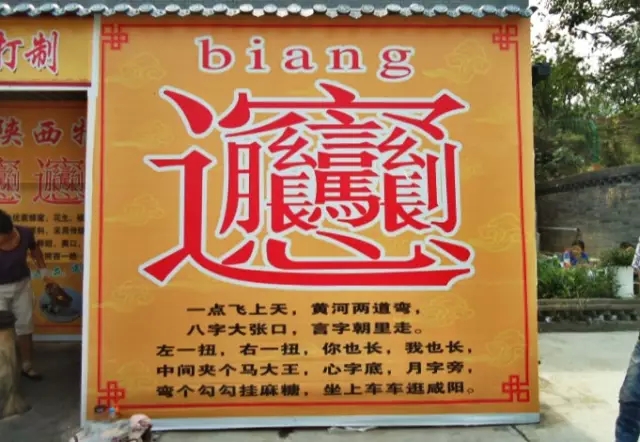 打制
陕西特
biang
𰻞
一点飞上天，黄河两道弯，
八字大张口，言字朝里走。
左一扭，右一扭，你也长，我也长，
中间夹个马大王，心字底，月字旁，
弯个勾勾挂麻糖，坐上车车逛咸阳。